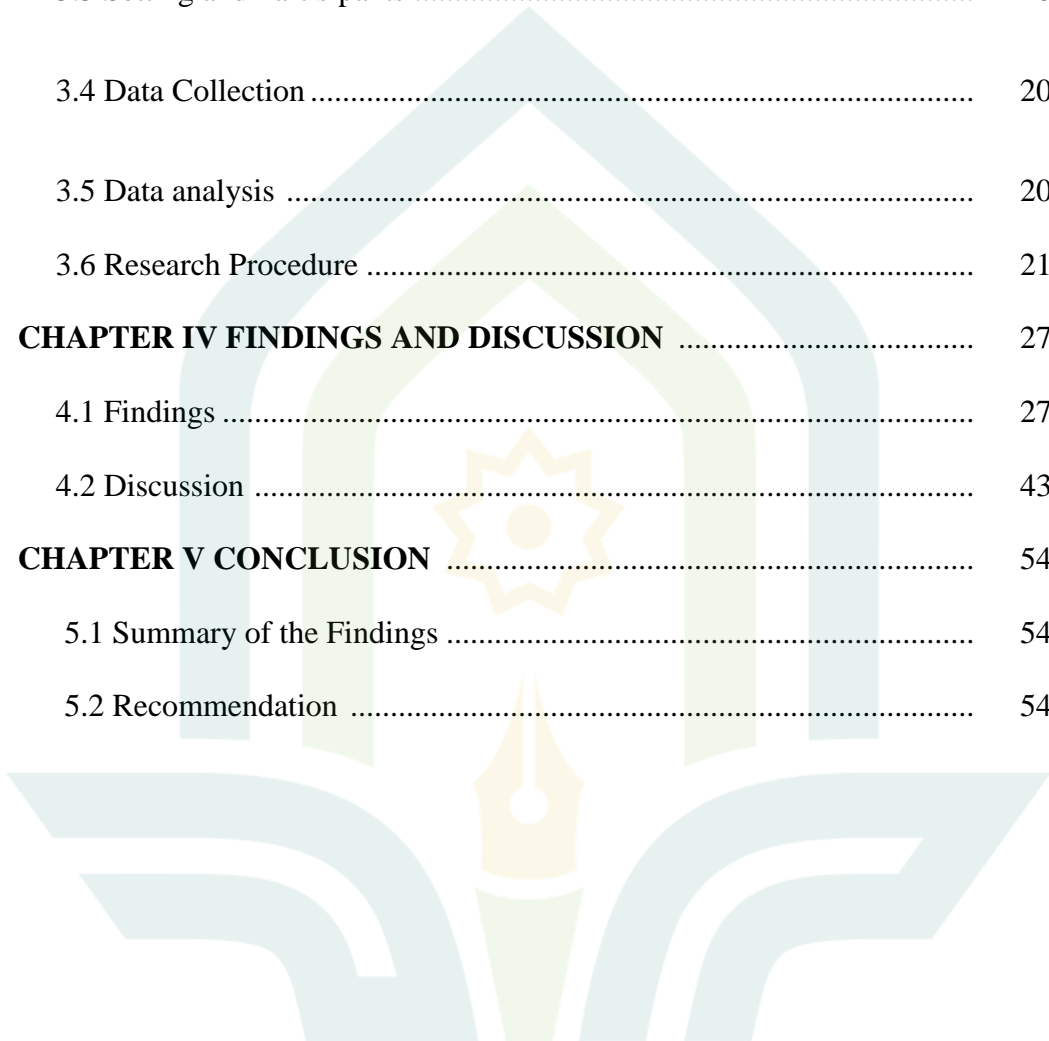 and
3.4 Data Collection ................................................................................... 20
3.5 Data analysis ...................................................................................... 20
3.6 Research Procedure ............................................................................ 21
CHAPTER IV FINDINGS AND DISCUSSION ..................................... 27
4.1 Findings .............................................................................................. 27
4.2 Discussion .......................................................................................... 43
CHAPTER V CONCLUSION .................................................................. 54
5.1 Summary of the Findings .................................................................. 54
5.2 Recommendation .............................................................................. 54